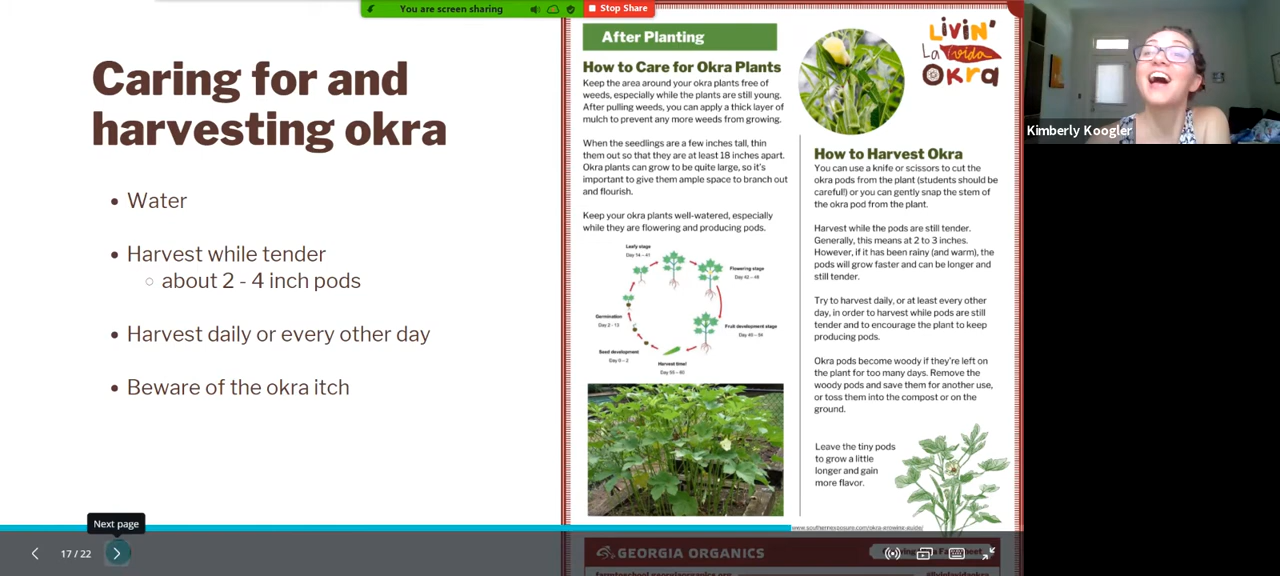 You are screen sharing
Stop Share
Caring for and
harvesting okra
• Water
• Harvest while tender
○ about 2 - 4 inch pods
• Harvest daily or every other day
• Beware of the okra itch
After Planting
How to Care for Okra Plants
Keep the area around your okra plants free of
weeds, especially while the plants are still young.
After pulling weeds, you can apply a thick layer of
mulch to prevent any more weeds from growing.
When the seedlings are a few inches tall, thin
them out so that they are at least 18 inches apart.
Okra plants can grow to be quite large, so it's
important to give them ample space to branch out
and flourish.
Keep your okra plants well-watered, especially
while they are flowering and producing pods.
Leafy stage
Day 14 - 41
Flowering stage
Germination
Day 2 - 13
Fruit development stage
Seed development
Day 0 - 2
Harvest time!
Livin'
La Vida
Okra
How to Harvest Okra
You can use a knife or scissors to cut the
okra pods from the plant (students should be
careful!) or you can gently snap the stem of
the okra pod from the plant.
Harvest while the pods are still tender.
Generally, this means at 2 to 3 inches.
However, if it has been rainy (and warm), the
pods will grow faster and can be longer and
still tender.
Try to harvest daily, or at least every other
day, in order to harvest while pods are still
tender and to encourage the plant to keep
producing pods.
Okra pods become woody if they're left on
the plant for too many days. Remove the
woody pods and save them for another use,
or toss them into the compost or on the
ground.
Leave the tiny pods
to grow a little
longer and gain
more flavor.
www.southernexposure.com/okra-growing-guide/
Kimberly Koogler
Next page
17 / 22
GEORGIA ORGANICS